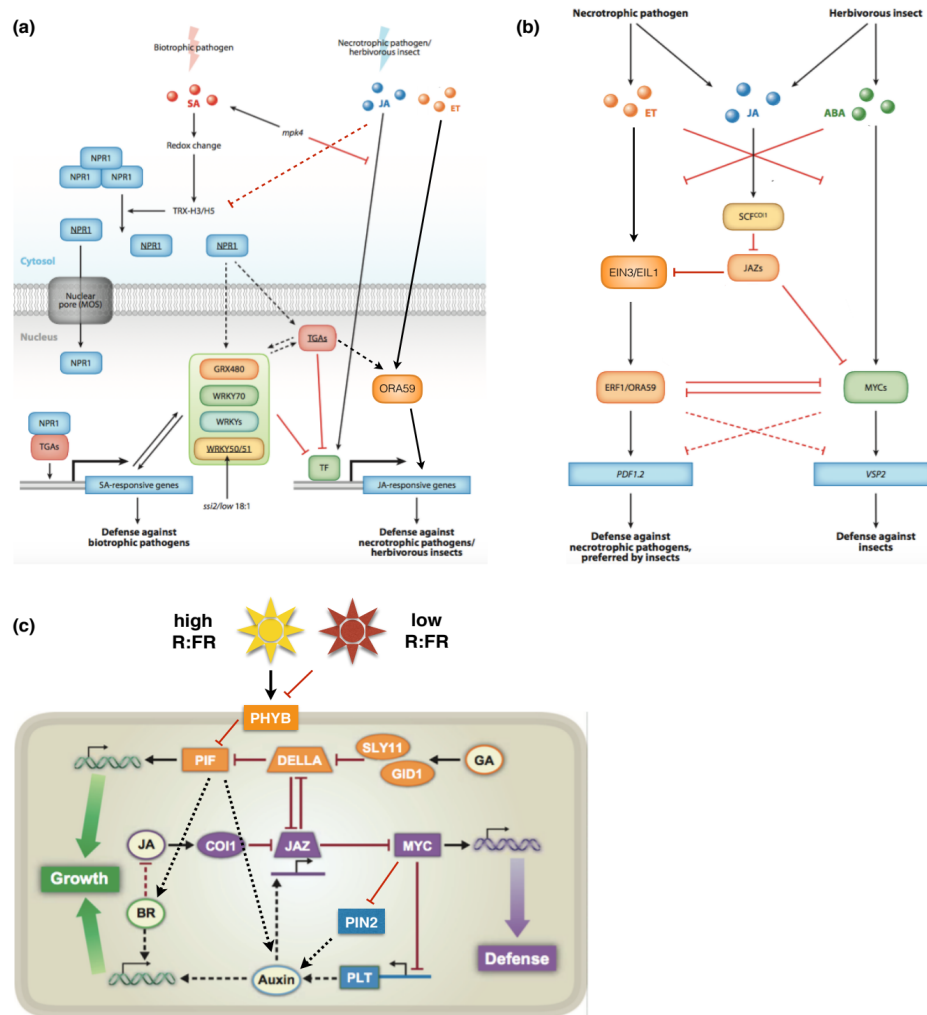 (a)
Biotrophic pathogen
Necrotrophic pathogen/
herbivorous insect
SA
JA
ET
mpk4
Redox change
NPR1
NPR1
NPR1
TRX-H3/H5
NPR1
NPR1
NPR1
Cytosol
Nuclear
pore (MOS)
Nucleus
TGAs
NPR1
GRX480
ORA59
WRKY70
NPR1
WRKYs
TGAs
WRKY50/51
TF
SA-responsive genes
JA-responsive genes
ssi2/low 18:1
Defense against
biotrophic pathogens
Defense against
necrotrophic pathogens/
herbivorous insects
(b)
Necrotrophic pathogen
Herbivorous insect
ET
JA
ABA
SCFCOI1
EIN3/EIL1
JAZs
ERF1/ORA59
MYCs
PDF1.2
VSP2
Defense against
necrotrophic pathogens,
preferred by insects
Defense against
insects
(c)
high
R:FR
low
R:FR
PHYB
PIF
DELLA
SLY11
GID1
GA
JA
COI1
JAZ
MYC
Growth
BR
PIN2
Defense
Auxin
PLT